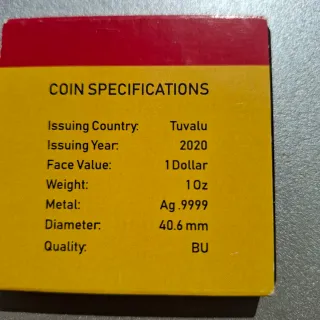 COIN SPECIFICATIONS
Issuing Country: Tuvalu
Issuing Year: 2020
Face Value: 1 Dollar
Weight: 1 Oz
Metal: Ag .9999
Diameter: 40.6 mm
Quality: BU